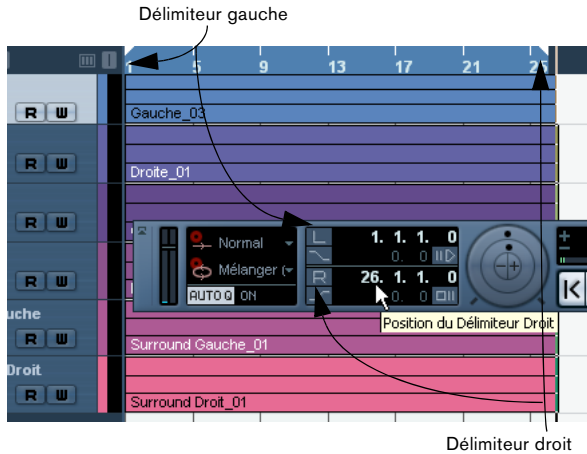 Délimiteur gauche
1 5 9 13 17 21 25
R W
Gauche_03
R W
Droite_01
R W
Normal
L 1. 1. 1. 0
0. 0
R W
Mélanger (
R 26. 1. 1. 0
AUTO Q ON
0. 0
Position du Délimiteur Droit
uche
R W
Surround Gauche_01
Droit
R W
Surround Droit_01
Délimiteur droit